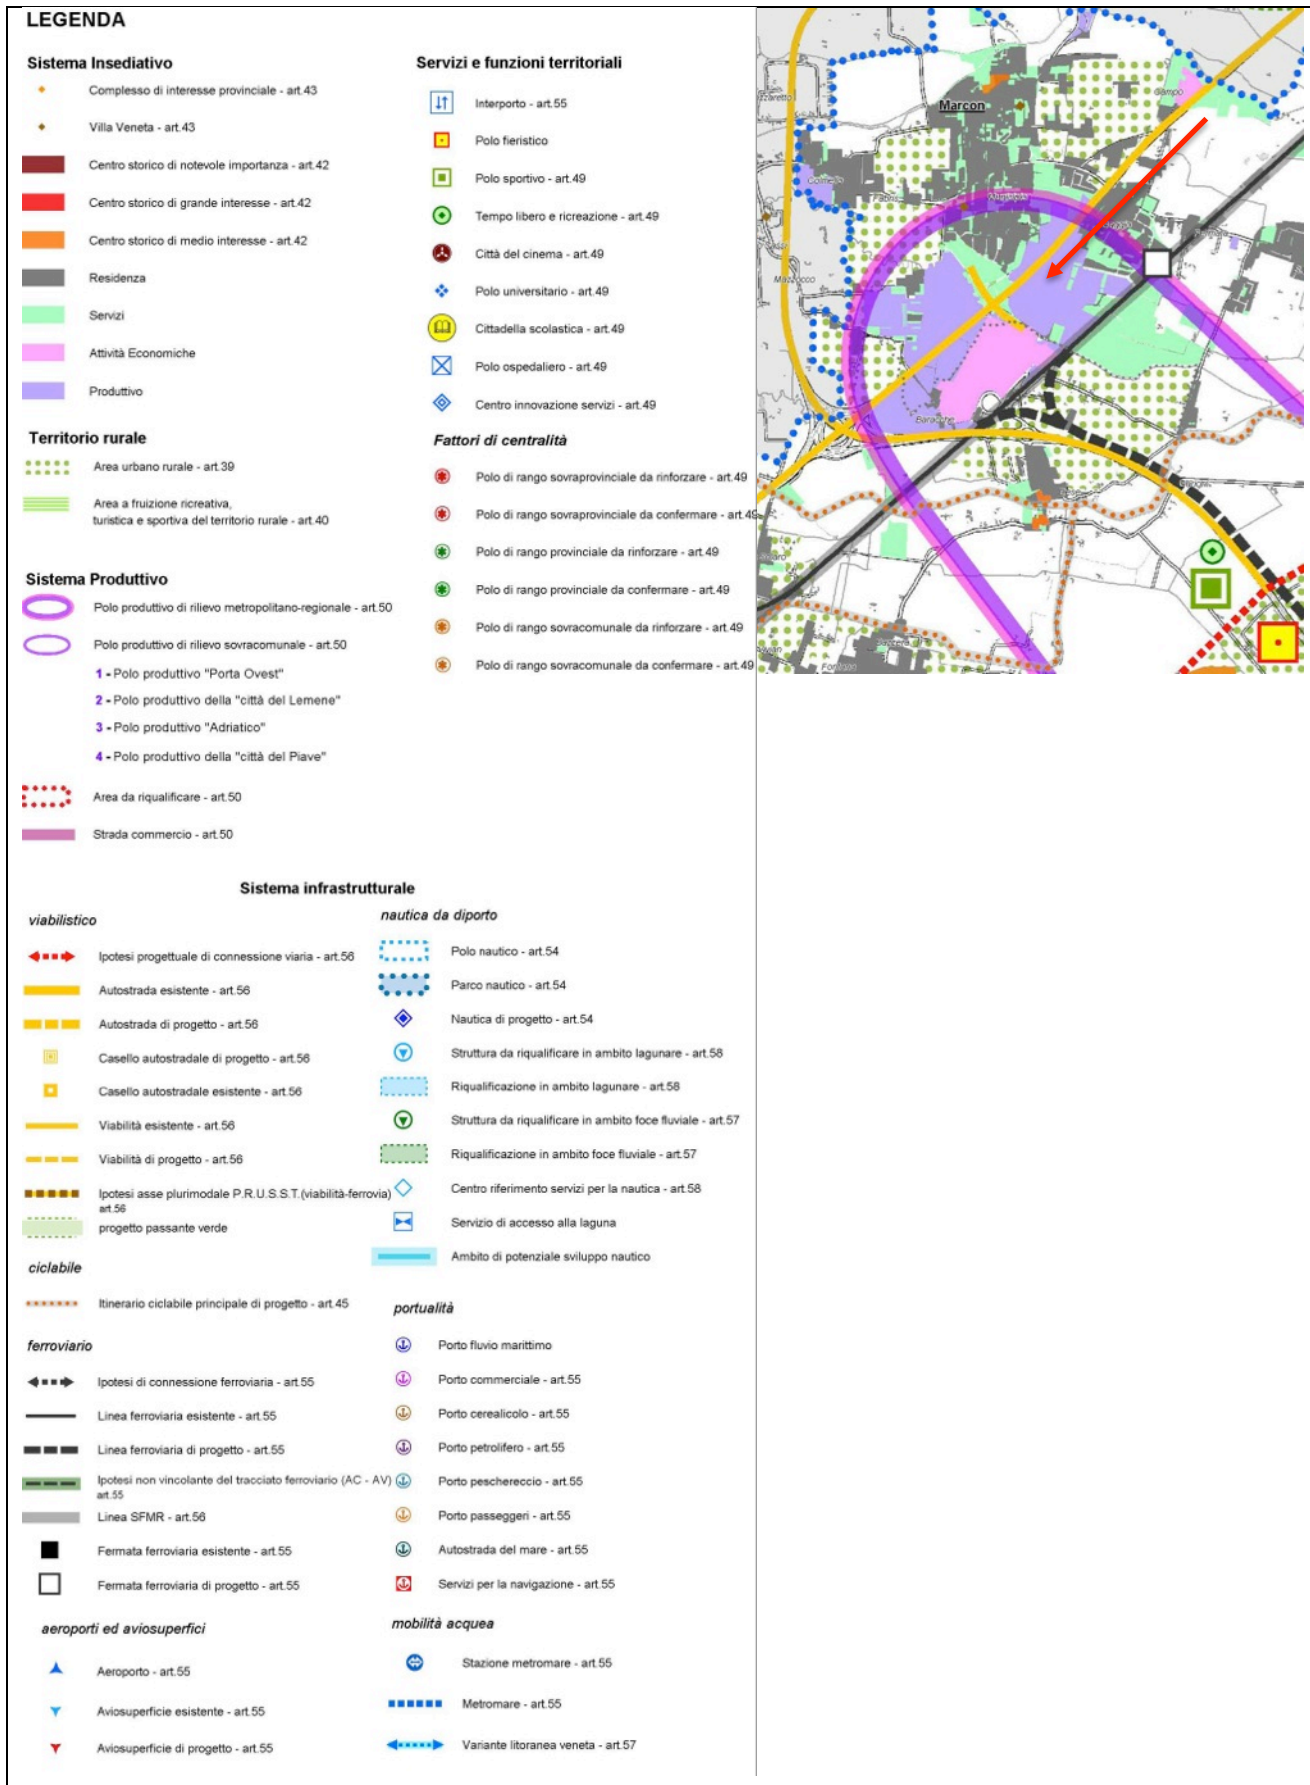 LEGENDA
Sistema Insediativo
Complesso di interesse provinciale - art.43
Villa Veneta - art.43
Centro storico di notevole importanza - art.42
Centro storico di grande interesse - art.42
Centro storico di medio interesse - art.42
Residenza
Servizi
Attività Economiche
Produttivo
Territorio rurale
Area urbano rurale - art.39
Area a fruizione ricreativa,
turistica e sportiva del territorio rurale - art.40
Sistema Produttivo
Polo produttivo di rilievo metropolitano-regionale - art.50
Polo produttivo di rilievo sovracomunale - art.50
1 - Polo produttivo "Porta Ovest"
2 - Polo produttivo della "città del Lemene"
3 - Polo produttivo "Adriatico"
4 - Polo produttivo della "città del Piave"
Area da riqualificare - art.50
Strada commercio - art.50
Servizi e funzioni territoriali
Interporto - art.55
Polo fieristico
Polo sportivo - art.49
Tempo libero e ricreazione - art.49
Città del cinema - art.49
Polo universitario - art.49
Cittadella scolastica - art.49
Polo ospedaliero - art.49
Centro innovazione servizi - art.49
Fattori di centralità
Polo di rango sovraprovinciale da rinforzare - art.49
Polo di rango sovraprovinciale da confermare - art.49
Polo di rango provinciale da rinforzare - art.49
Polo di rango provinciale da confermare - art.49
Polo di rango sovracomunale da rinforzare - art.49
Polo di rango sovracomunale da confermare - art.49
Marcon
Campo
Colmello
Fabris
Mazzocco
Baracche
Fontana
Sistema infrastrutturale
viabilistico
Ipotesi progettuale di connessione viaria - art.56
Autostrada esistente - art.56
Autostrada di progetto - art.56
Casello autostradale di progetto - art.56
Casello autostradale esistente - art.56
Viabilità esistente - art.56
Viabilità di progetto - art.56
Ipotesi asse plurimodale P.R.U.S.S.T.(viabilità-ferrovia)
art.56
progetto passante verde
ciclabile
Itinerario ciclabile principale di progetto - art.45
ferroviario
Ipotesi di connessione ferroviaria - art.55
Linea ferroviaria esistente - art.55
Linea ferroviaria di progetto - art.55
Ipotesi non vincolante del tracciato ferroviario (AC - AV)
art.55
Linea SFMR - art.56
Fermata ferroviaria esistente - art.55
Fermata ferroviaria di progetto - art.55
aeroporti ed aviosuperfici
Aeroporto - art.55
Aviosuperficie esistente - art.55
Aviosuperficie di progetto - art.55
nautica da diporto
Polo nautico - art.54
Parco nautico - art.54
Nautica di progetto - art.54
Struttura da riqualificare in ambito lagunare - art.58
Riqualificazione in ambito lagunare - art.58
Struttura da riqualificare in ambito foce fluviale - art.57
Riqualificazione in ambito foce fluviale - art.57
Centro riferimento servizi per la nautica - art.58
Servizio di accesso alla laguna
Ambito di potenziale sviluppo nautico
portualità
Porto fluvio marittimo
Porto commerciale - art.55
Porto cerealicolo - art.55
Porto petrolifero - art.55
Porto peschereccio - art.55
Porto passeggeri - art.55
Autostrada del mare - art.55
Servizi per la navigazione - art.55
mobilità acquea
Stazione metromare - art.55
Metromare - art.55
Variante litoranea veneta - art.57